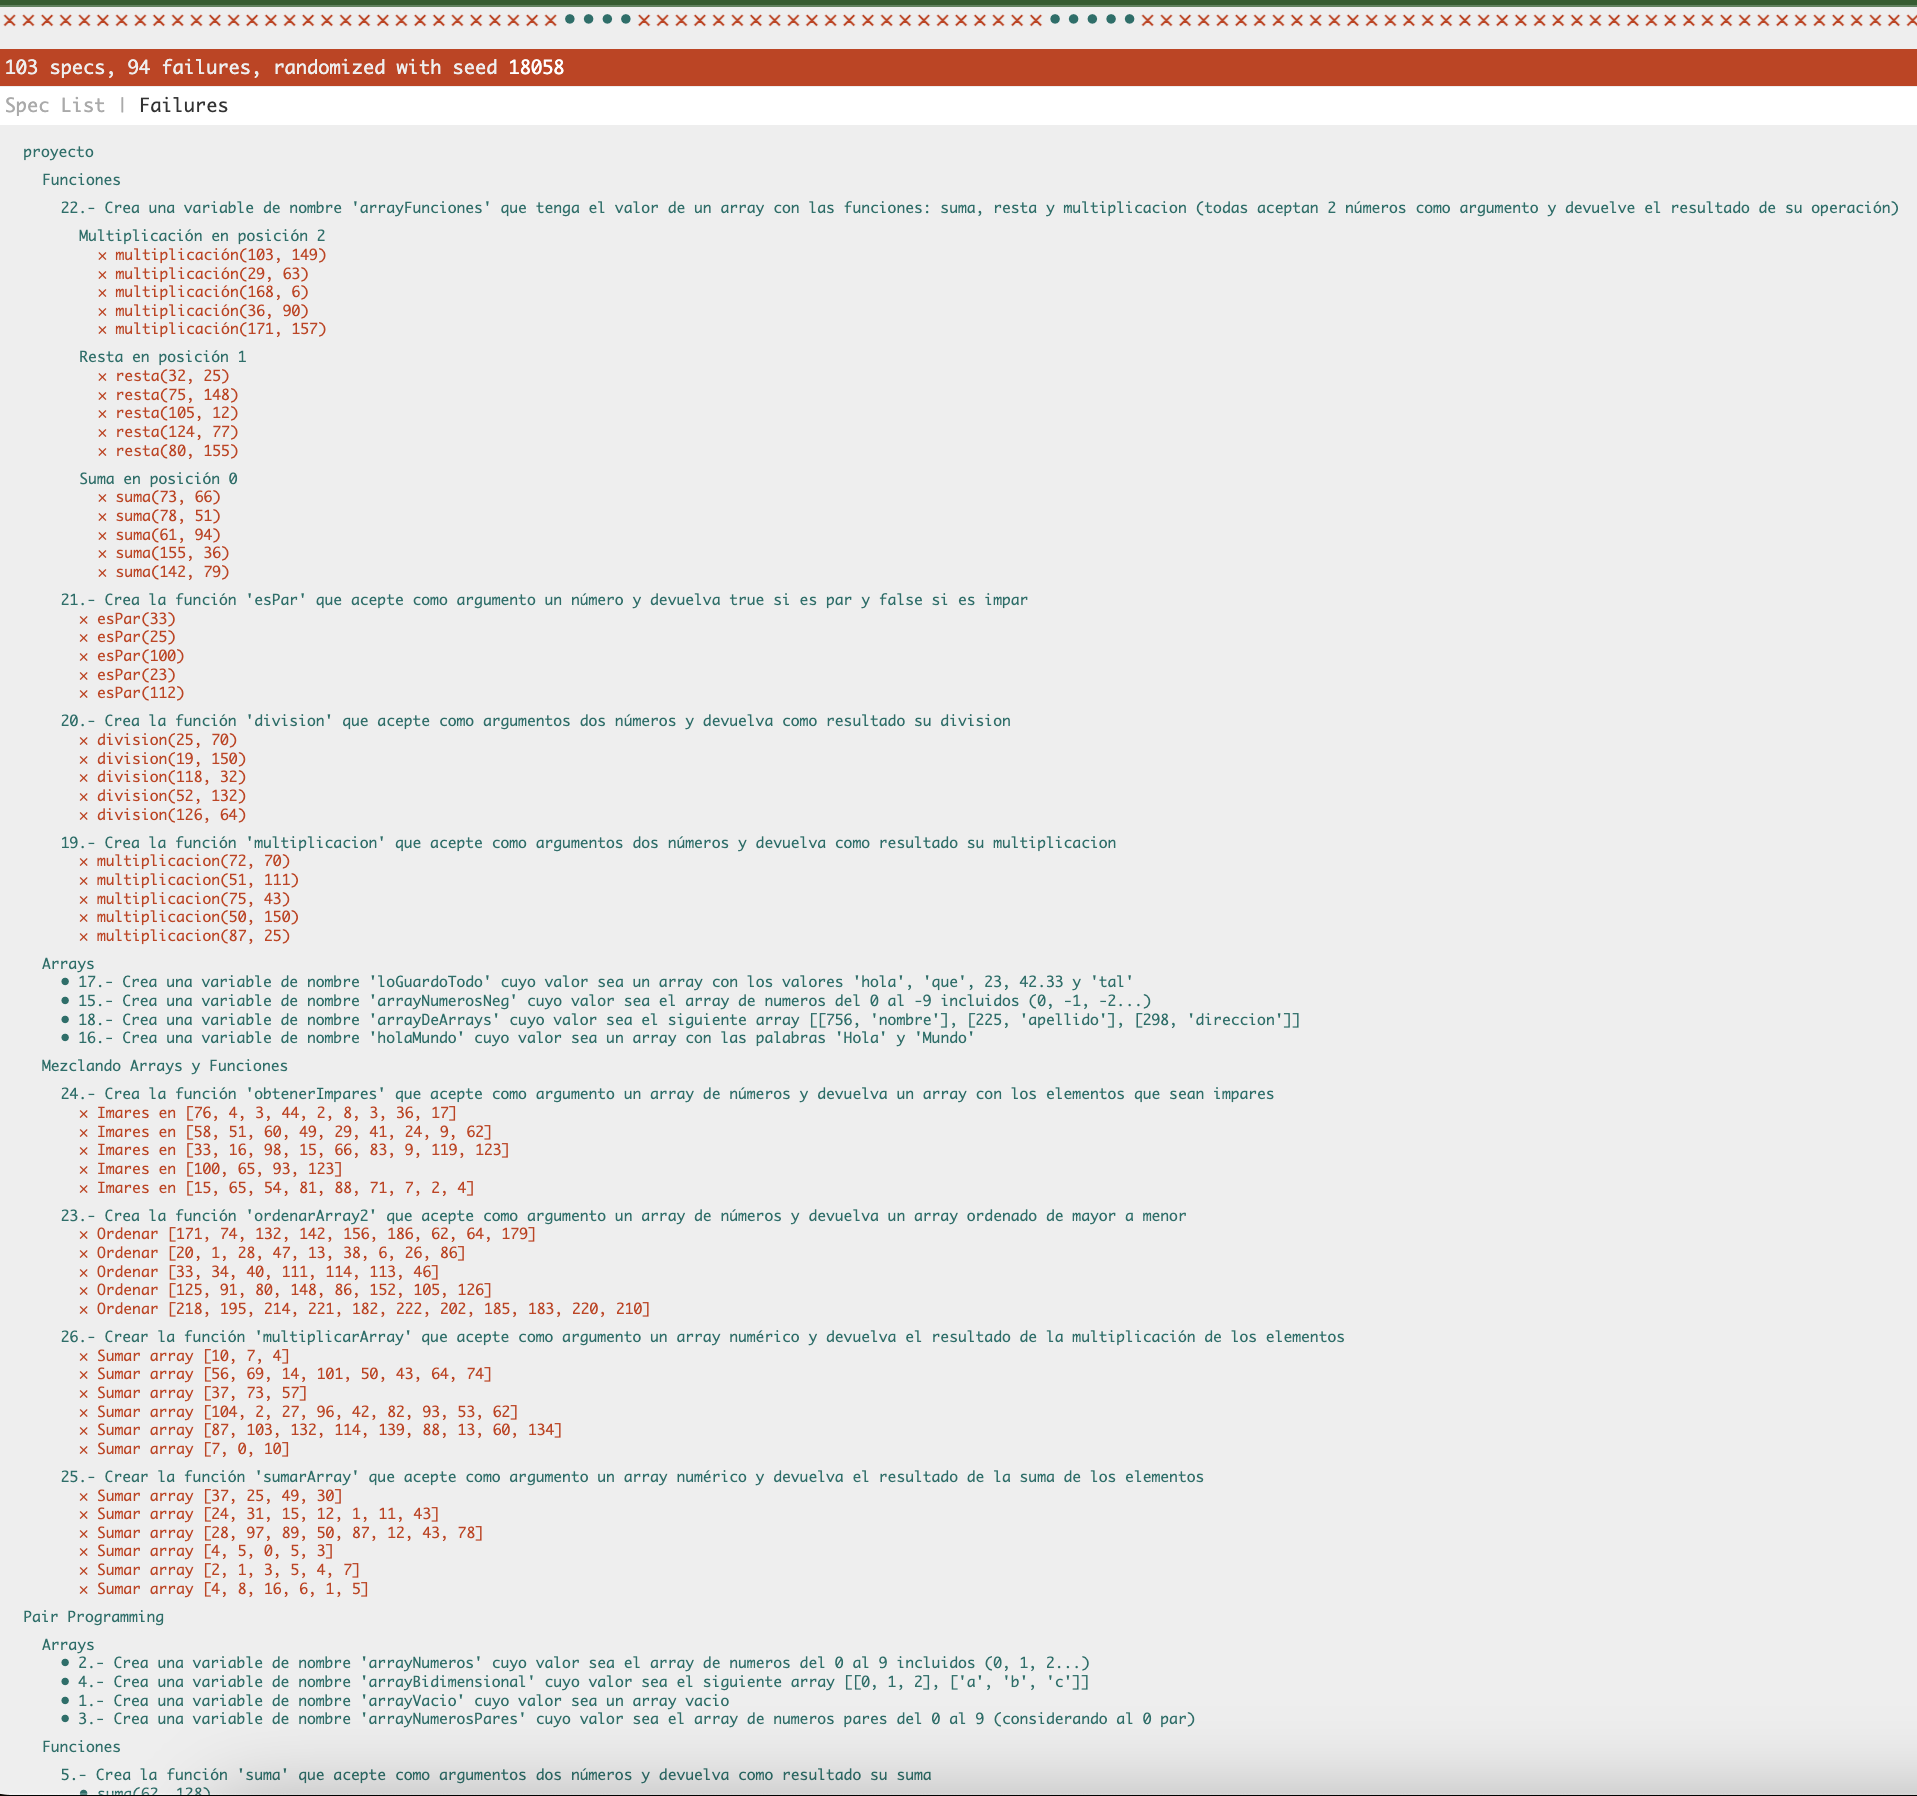 103 specs, 94 failures, randomized with seed 18058
Spec List | Failures
proyecto
Funciones
22.- Crea una variable de nombre 'arrayFunciones' que tenga el valor de un array con las funciones: suma, resta y multiplicacion (todas aceptan 2 números como argumento y devuelve el resultado de su operación)
Multiplicación en posición 2
× multiplicación(103, 149)
× multiplicación(29, 63)
× multiplicación(168, 6)
× multiplicación(36, 90)
× multiplicación(171, 157)
Resta en posición 1
× resta(32, 25)
× resta(75, 148)
× resta(105, 12)
× resta(124, 77)
× resta(80, 155)
Suma en posición 0
× suma(73, 66)
× suma(78, 51)
× suma(61, 94)
× suma(155, 36)
× suma(142, 79)
21.- Crea la función 'esPar' que acepte como argumento un número y devuelva true si es par y false si es impar
× esPar(33)
× esPar(25)
× esPar(100)
× esPar(23)
× esPar(112)
20.- Crea la función 'division' que acepte como argumentos dos números y devuelva como resultado su division
× division(25, 70)
× division(19, 150)
× division(118, 32)
× division(52, 132)
× division(126, 64)
19.- Crea la función 'multiplicacion' que acepte como argumentos dos números y devuelva como resultado su multiplicacion
× multiplicacion(72, 70)
× multiplicacion(51, 111)
× multiplicacion(75, 43)
× multiplicacion(50, 150)
× multiplicacion(87, 25)
Arrays
• 17.- Crea una variable de nombre 'loGuardoTodo' cuyo valor sea un array con los valores 'hola', 'que', 23, 42.33 y 'tal'
• 15.- Crea una variable de nombre 'arrayNumerosNeg' cuyo valor sea el array de numeros del 0 al -9 incluidos (0, -1, -2...)
• 18.- Crea una variable de nombre 'arrayDeArrays' cuyo valor sea el siguiente array [[756, 'nombre'], [225, 'apellido'], [298, 'direccion']]
• 16.- Crea una variable de nombre 'holaMundo' cuyo valor sea un array con las palabras 'Hola' y 'Mundo'
Mezclando Arrays y Funciones
24.- Crea la función 'obtenerImpares' que acepte como argumento un array de números y devuelva un array con los elementos que sean impares
× Imares en [76, 4, 3, 44, 2, 8, 3, 36, 17]
× Imares en [58, 51, 60, 49, 29, 41, 24, 9, 62]
× Imares en [33, 16, 98, 15, 66, 83, 9, 119, 123]
× Imares en [100, 65, 93, 123]
× Imares en [15, 65, 54, 81, 88, 71, 7, 2, 4]
23.- Crea la función 'ordenarArray2' que acepte como argumento un array de números y devuelva un array ordenado de mayor a menor
× Ordenar [171, 74, 132, 142, 156, 186, 62, 64, 179]
× Ordenar [20, 1, 28, 47, 13, 38, 6, 26, 86]
× Ordenar [33, 34, 40, 111, 114, 113, 46]
× Ordenar [125, 91, 80, 148, 86, 152, 105, 126]
× Ordenar [218, 195, 214, 221, 182, 222, 202, 185, 183, 220, 210]
26.- Crear la función 'multiplicarArray' que acepte como argumento un array numérico y devuelva el resultado de la multiplicación de los elementos
× Sumar array [10, 7, 4]
× Sumar array [56, 69, 14, 101, 50, 43, 64, 74]
× Sumar array [37, 73, 57]
× Sumar array [104, 2, 27, 96, 42, 82, 93, 53, 62]
× Sumar array [87, 103, 132, 114, 139, 88, 13, 60, 134]
× Sumar array [7, 0, 10]
25.- Crear la función 'sumarArray' que acepte como argumento un array numérico y devuelva el resultado de la suma de los elementos
× Sumar array [37, 25, 49, 30]
× Sumar array [24, 31, 15, 12, 1, 11, 43]
× Sumar array [28, 97, 89, 50, 87, 12, 43, 78]
× Sumar array [4, 5, 0, 5, 3]
× Sumar array [2, 1, 3, 5, 4, 7]
× Sumar array [4, 8, 16, 6, 1, 5]
Pair Programming
Arrays
• 2.- Crea una variable de nombre 'arrayNumeros' cuyo valor sea el array de numeros del 0 al 9 incluidos (0, 1, 2...)
• 4.- Crea una variable de nombre 'arrayBidimensional' cuyo valor sea el siguiente array [[0, 1, 2], ['a', 'b', 'c']]
• 1.- Crea una variable de nombre 'arrayVacio' cuyo valor sea un array vacio
• 3.- Crea una variable de nombre 'arrayNumerosPares' cuyo valor sea el array de numeros pares del 0 al 9 (considerando al 0 par)
Funciones
5.- Crea la función 'suma' que acepte como argumentos dos números y devuelva como resultado su suma
• suma(62, 128)